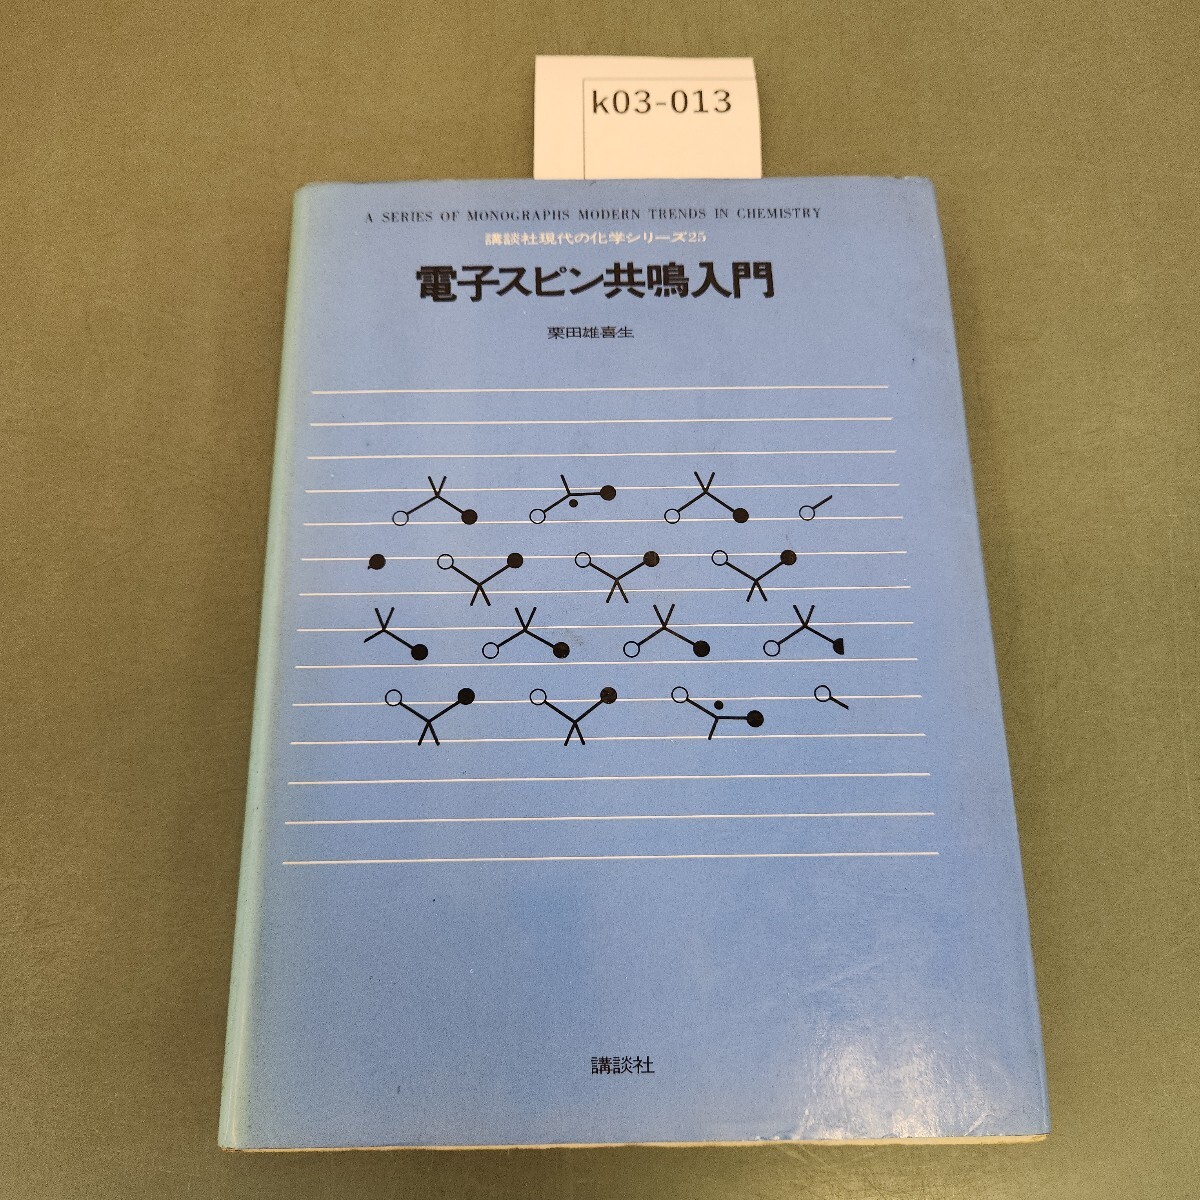 k03-013
A SERIES OF MONOGRAPHS MODERN TRENDS IN CHEMISTRY
講談社現代の化学シリーズ25
電子スピン共鳴入門
栗田雄喜生
講談社